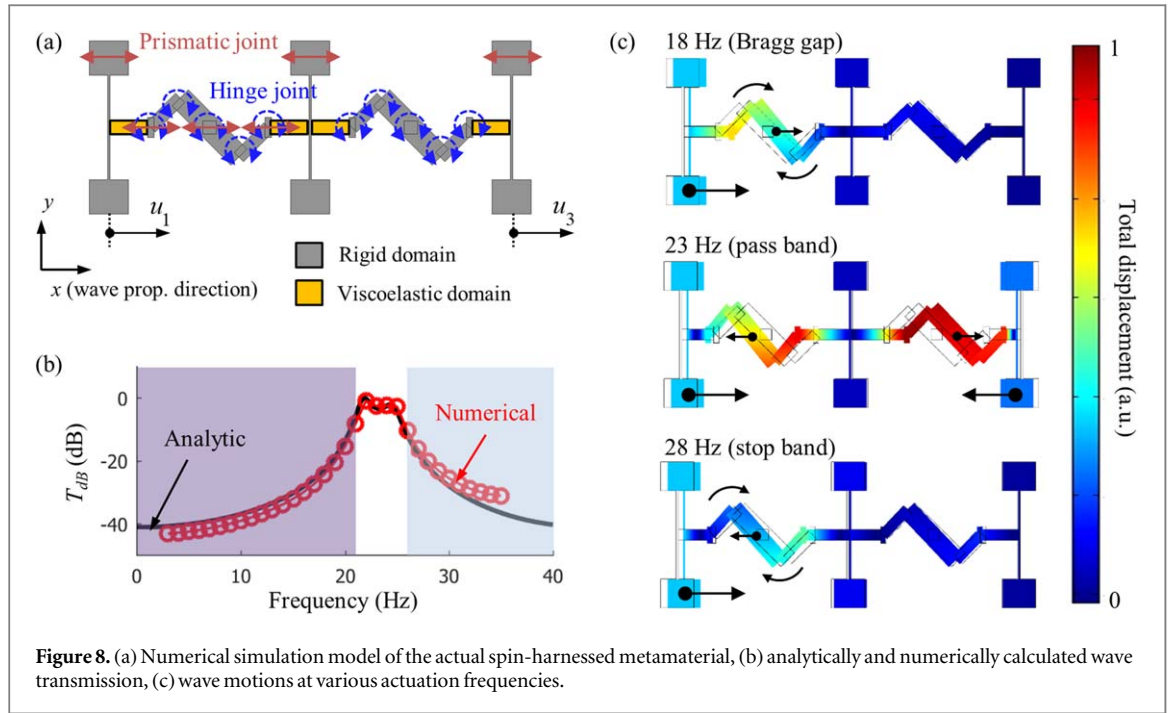 (a)
Prismatic joint
Hinge joint
u1
u3
y
x (wave prop. direction)
Rigid domain
Viscoelastic domain
(b)
0
-20
-40
TdB (dB)
Analytic
Numerical
0 10 20 30 40
Frequency (Hz)
(c)
18 Hz (Bragg gap)
23 Hz (pass band)
28 Hz (stop band)
1
Total displacement (a.u.)
0
Figure 8. (a) Numerical simulation model of the actual spin-harnessed metamaterial, (b) analytically and numerically calculated wave
transmission, (c) wave motions at various actuation frequencies.